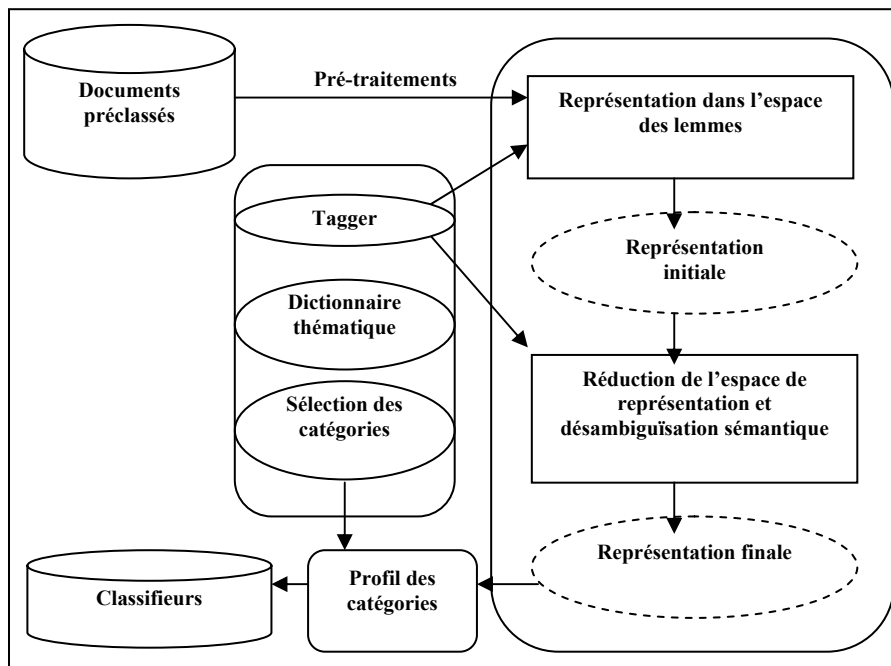 Documents
préclassés
Pré-traitements
Représentation dans l’espace
des lemmes
Tagger
Représentation
initiale
Dictionnaire
thématique
Réduction de l’espace de
représentation et
désambiguïsation sémantique
Sélection des
catégories
Représentation finale
Profil des
catégories
Classifieurs